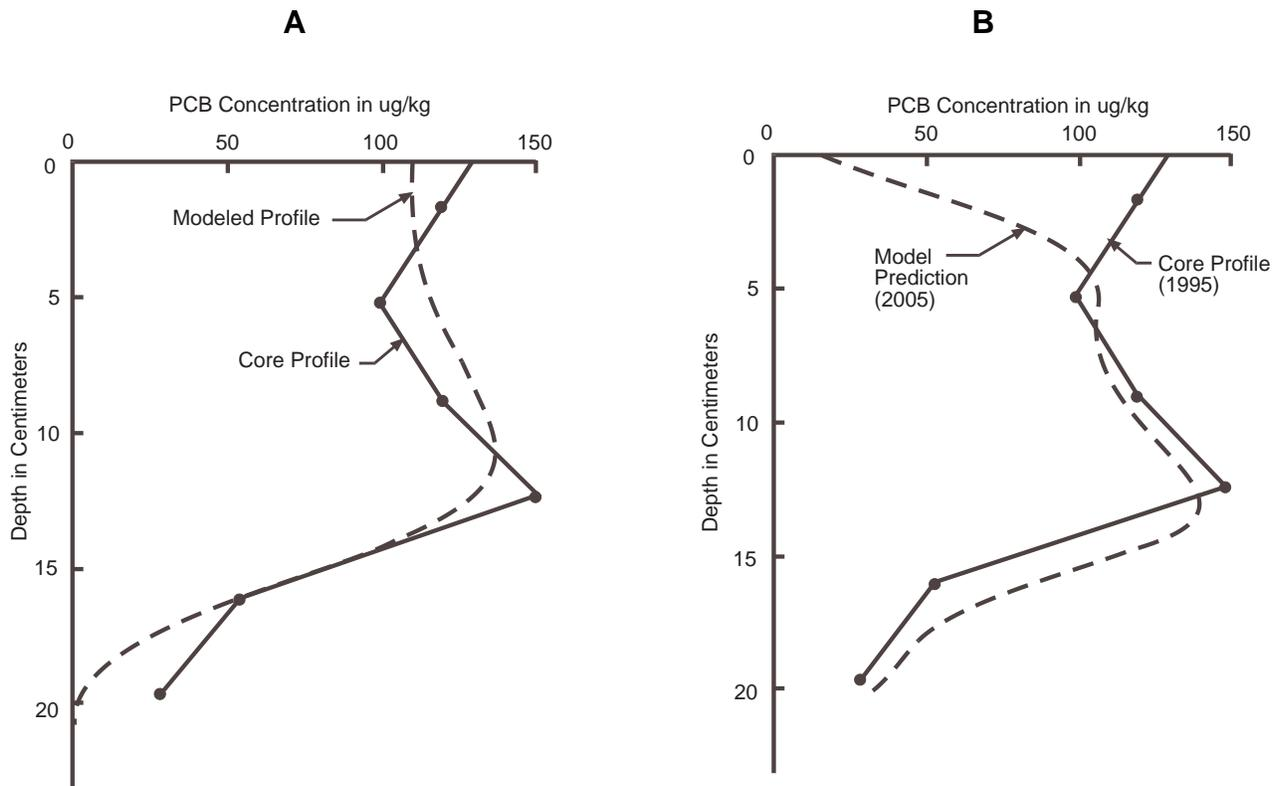 A
PCB Concentration in ug/kg
0 50 100 150
0
Modeled Profile
5
Core Profile
10
15
20
Depth in Centimeters
B
PCB Concentration in ug/kg
0 50 100 150
0
Model
Prediction
(2005)
Core Profile
(1995)
5
10
15
20
Depth in Centimeters